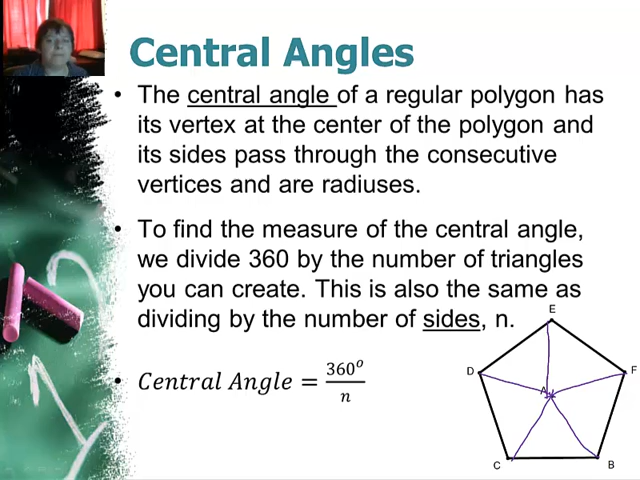 Central Angles
• The central angle of a regular polygon has
its vertex at the center of the polygon and
its sides pass through the consecutive
vertices and are radiuses.
• To find the measure of the central angle,
we divide 360 by the number of triangles
you can create. This is also the same as
dividing by the number of sides, n.
• Central Angle = 360° / n
E
D
F
A
C
B